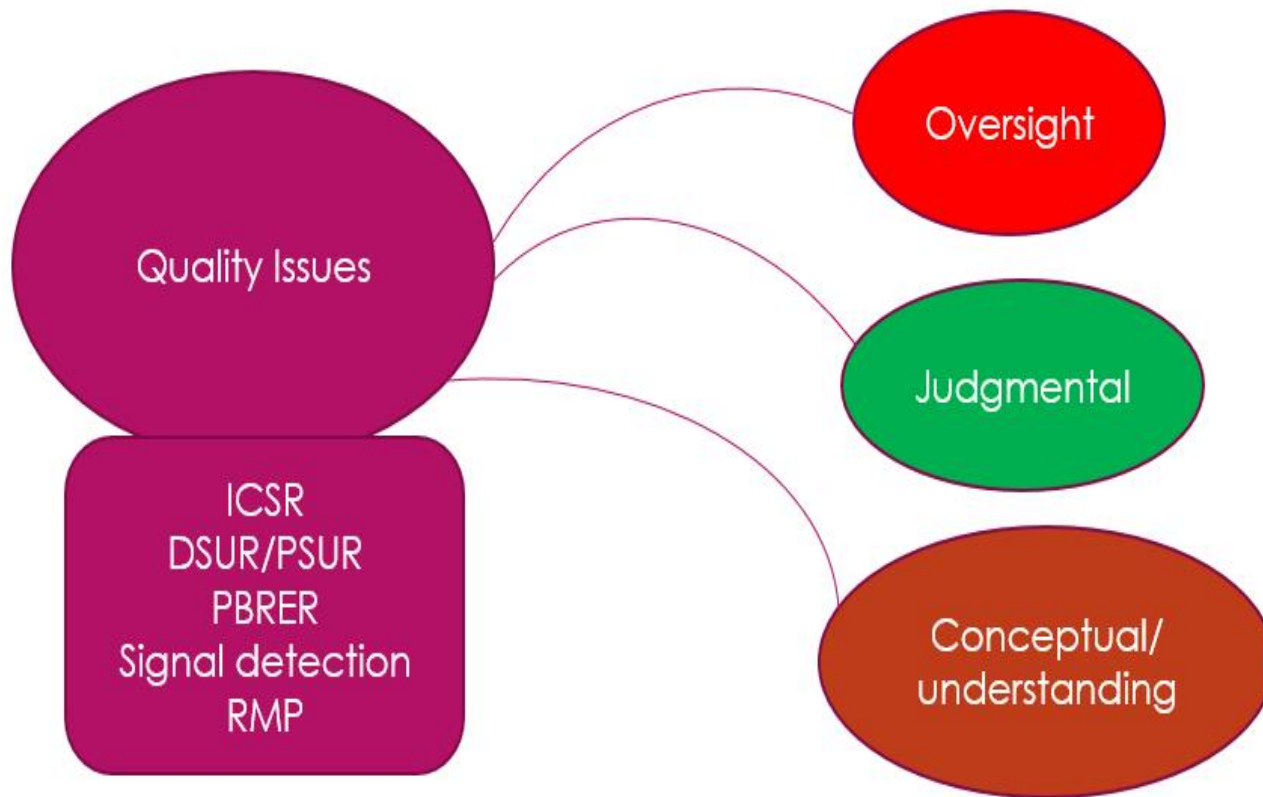 Quality Issues
ICSR
DSUR/PSUR
PBRER
Signal detection
RMP
Oversight
Judgmental
Conceptual/
understanding